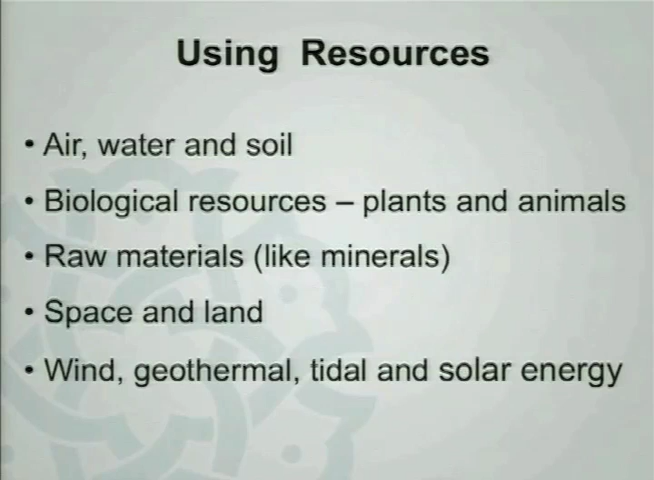 Using Resources
• Air, water and soil
• Biological resources – plants and animals
• Raw materials (like minerals)
• Space and land
• Wind, geothermal, tidal and solar energy